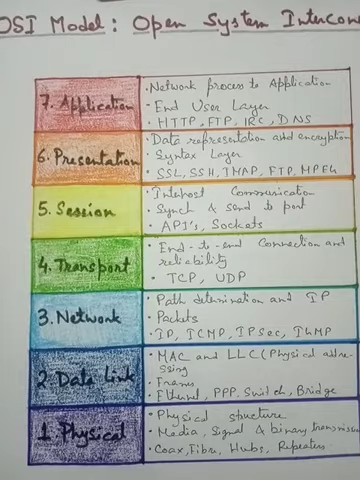 OSI Model: Open System Intercon
7. Application
· Network process to Application
· End User Layer
· HTTP, FTP, IRC, DNS
6. Presentation
· Data representation and encryption
· Syntax Layer
· SSL, SSH, IMAP, FTP, MPEG
5. Session
· Interhost Communication
· Synch & send to port
· API's, Sockets
4. Transport
· End-to-end Connection and
reliability
· TCP, UDP
3. Network
· Path determination and IP
· Packets
· IP, ICMP, IPSec, IGMP
2. Data Link
· MAC and LLC (Physical addre-
ssing
· Frames
· Ethernet, PPP, Switch, Bridge
1. Physical
· Physical structure
· Media, Signal & binary transmission
· Coax, Fibre, Hubs, Repeaters